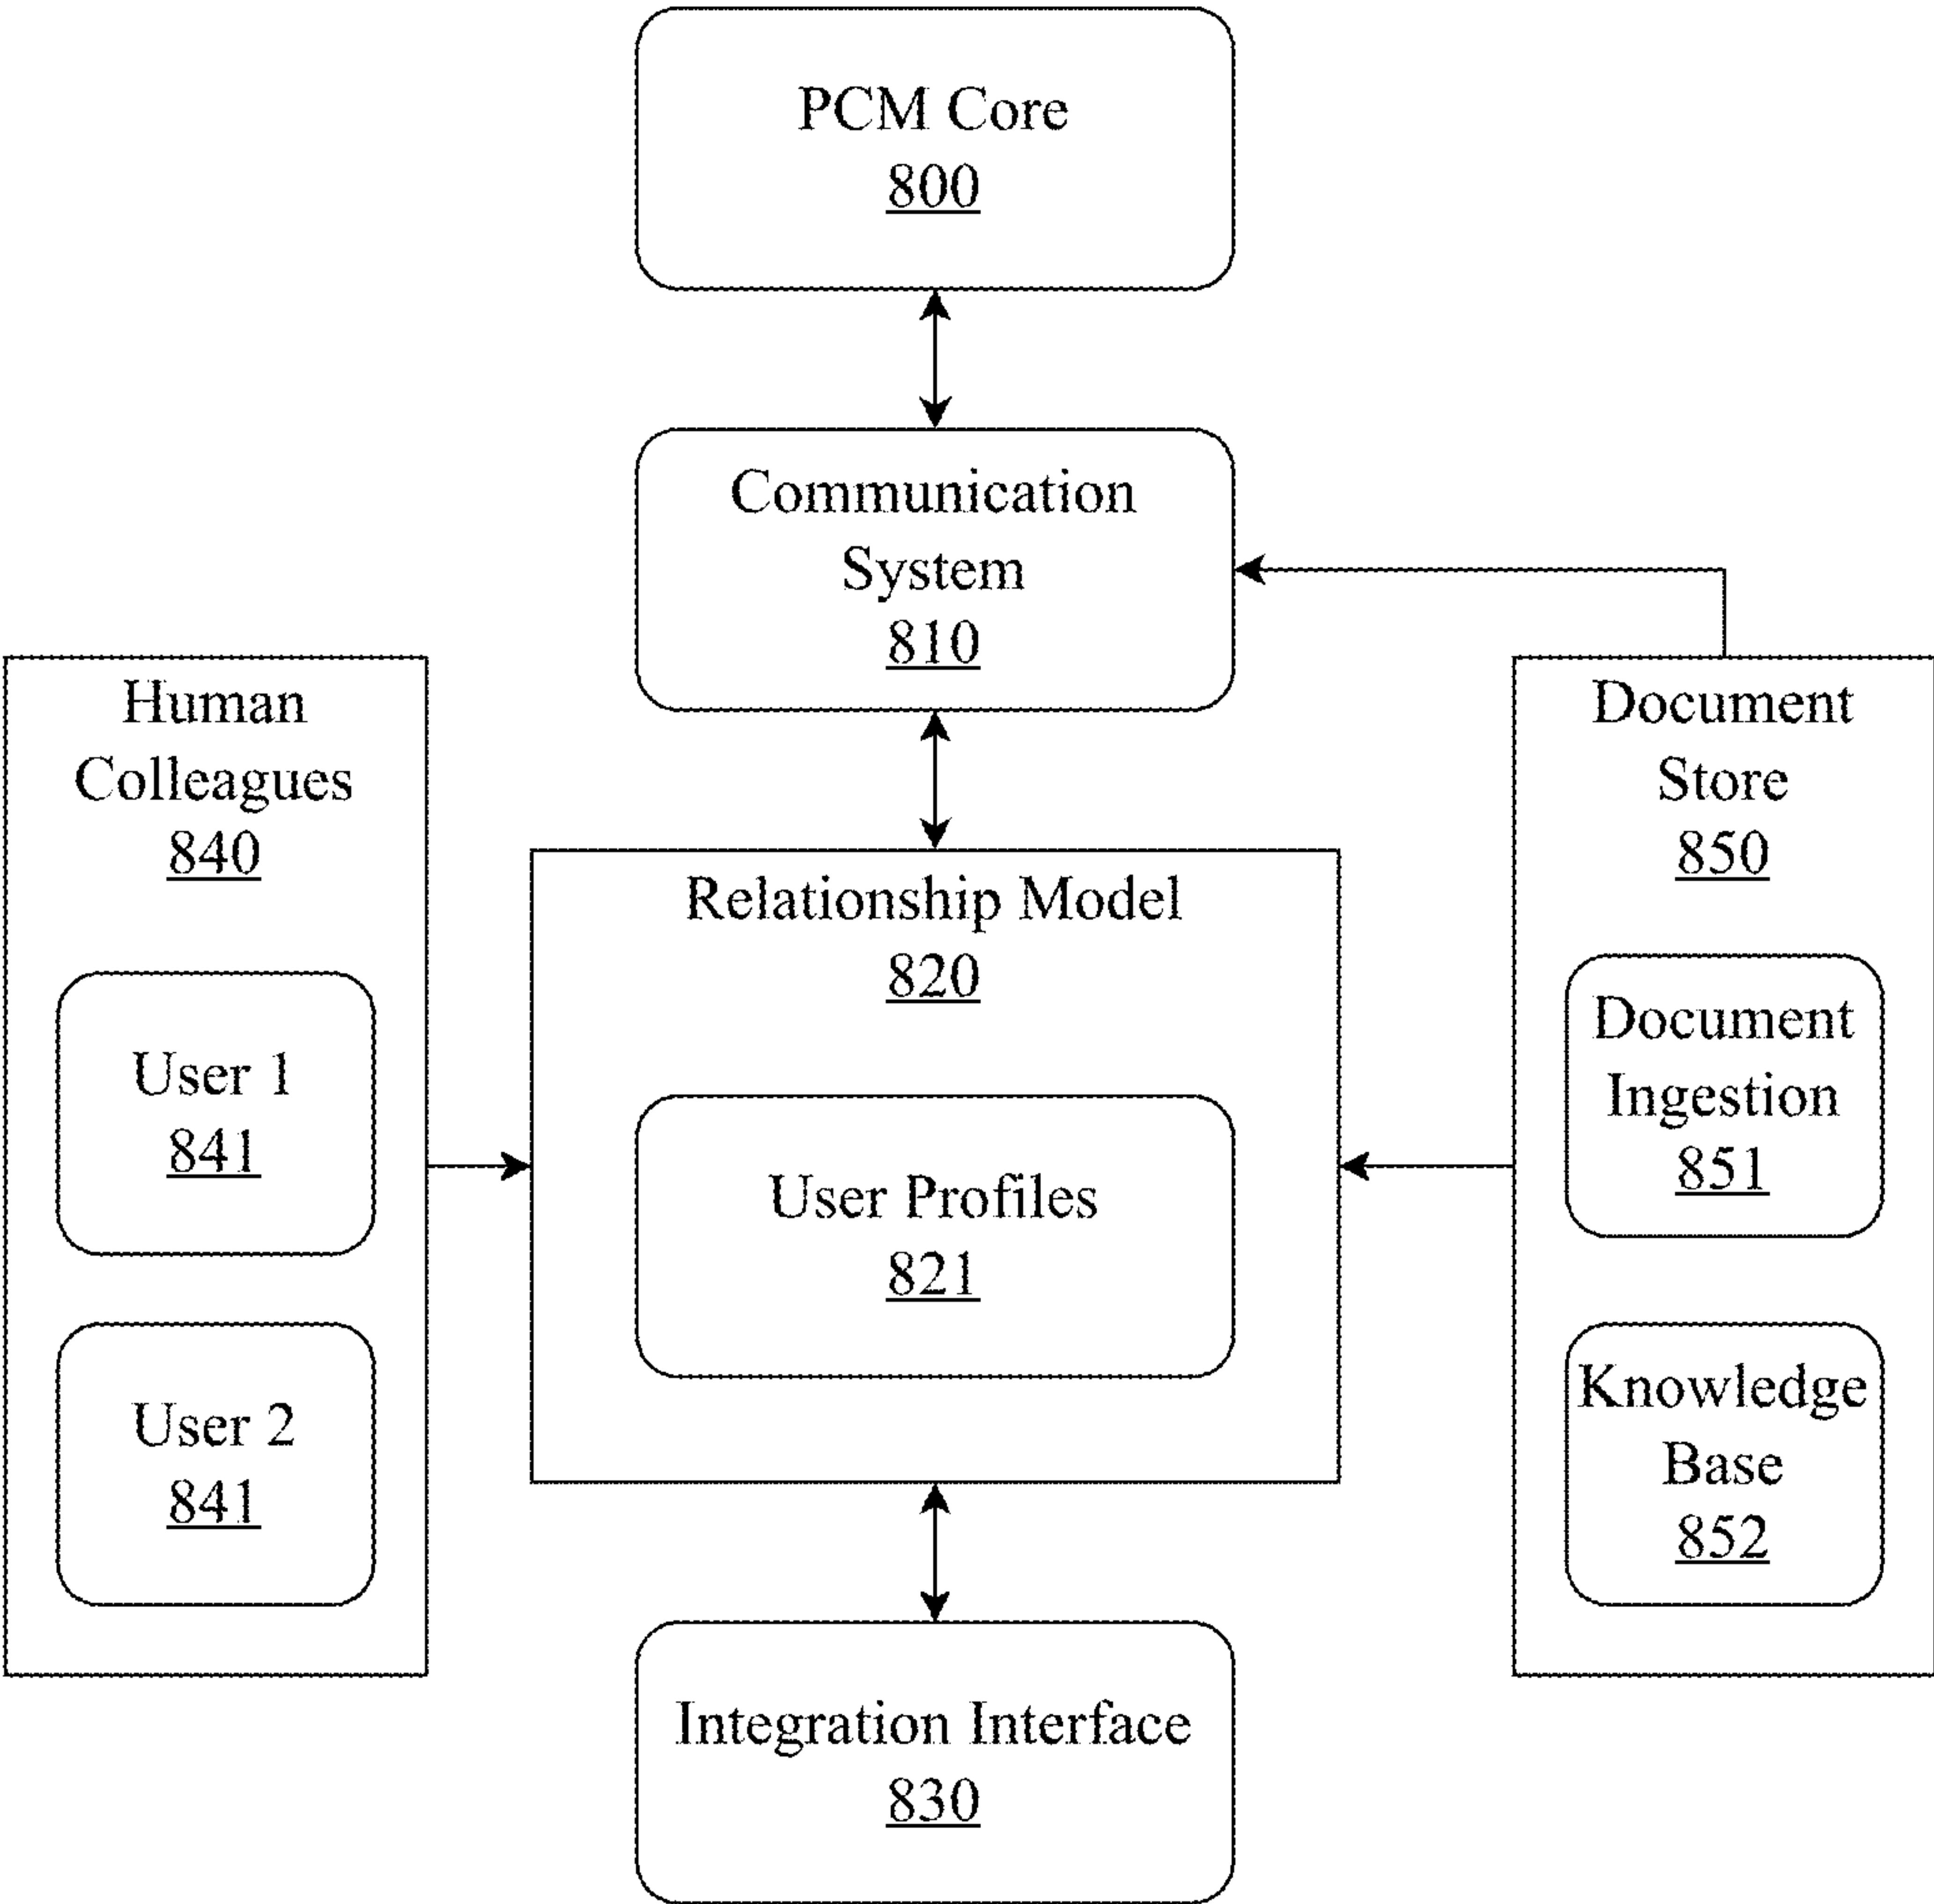 PCM Core
800
Communication
System
810
Human
Colleagues
840
User 1
841
User 2
841
Relationship Model
820
User Profiles
821
Document
Store
850
Document
Ingestion
851
Knowledge
Base
852
Integration Interface
830